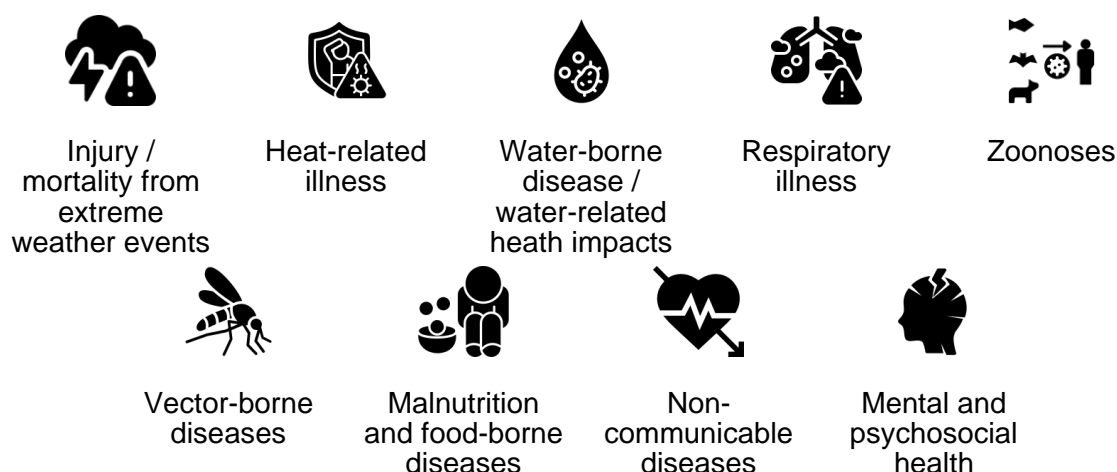 Injury /
mortality from
extreme
weather events
Heat-related
illness
Water-borne
disease /
water-related
heath impacts
Respiratory
illness
Zoonoses
Vector-borne
diseases
Malnutrition
and food-borne
diseases
Non-
communicable
diseases
Mental and
psychosocial
health